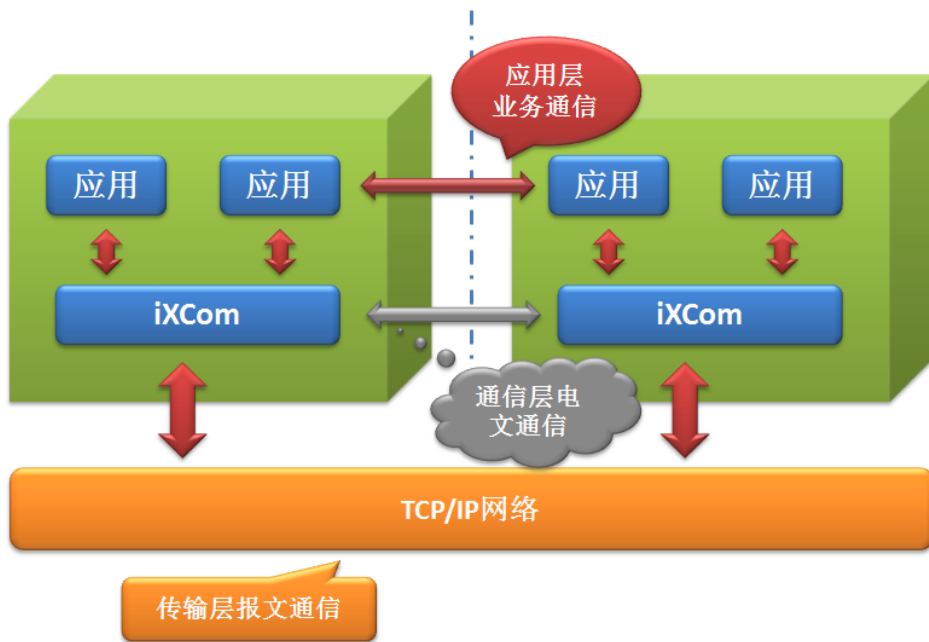 应用层
业务通信
应用
应用
应用
应用
iXCom
iXCom
通信层电
文通信
TCP/IP网络
传输层报文通信